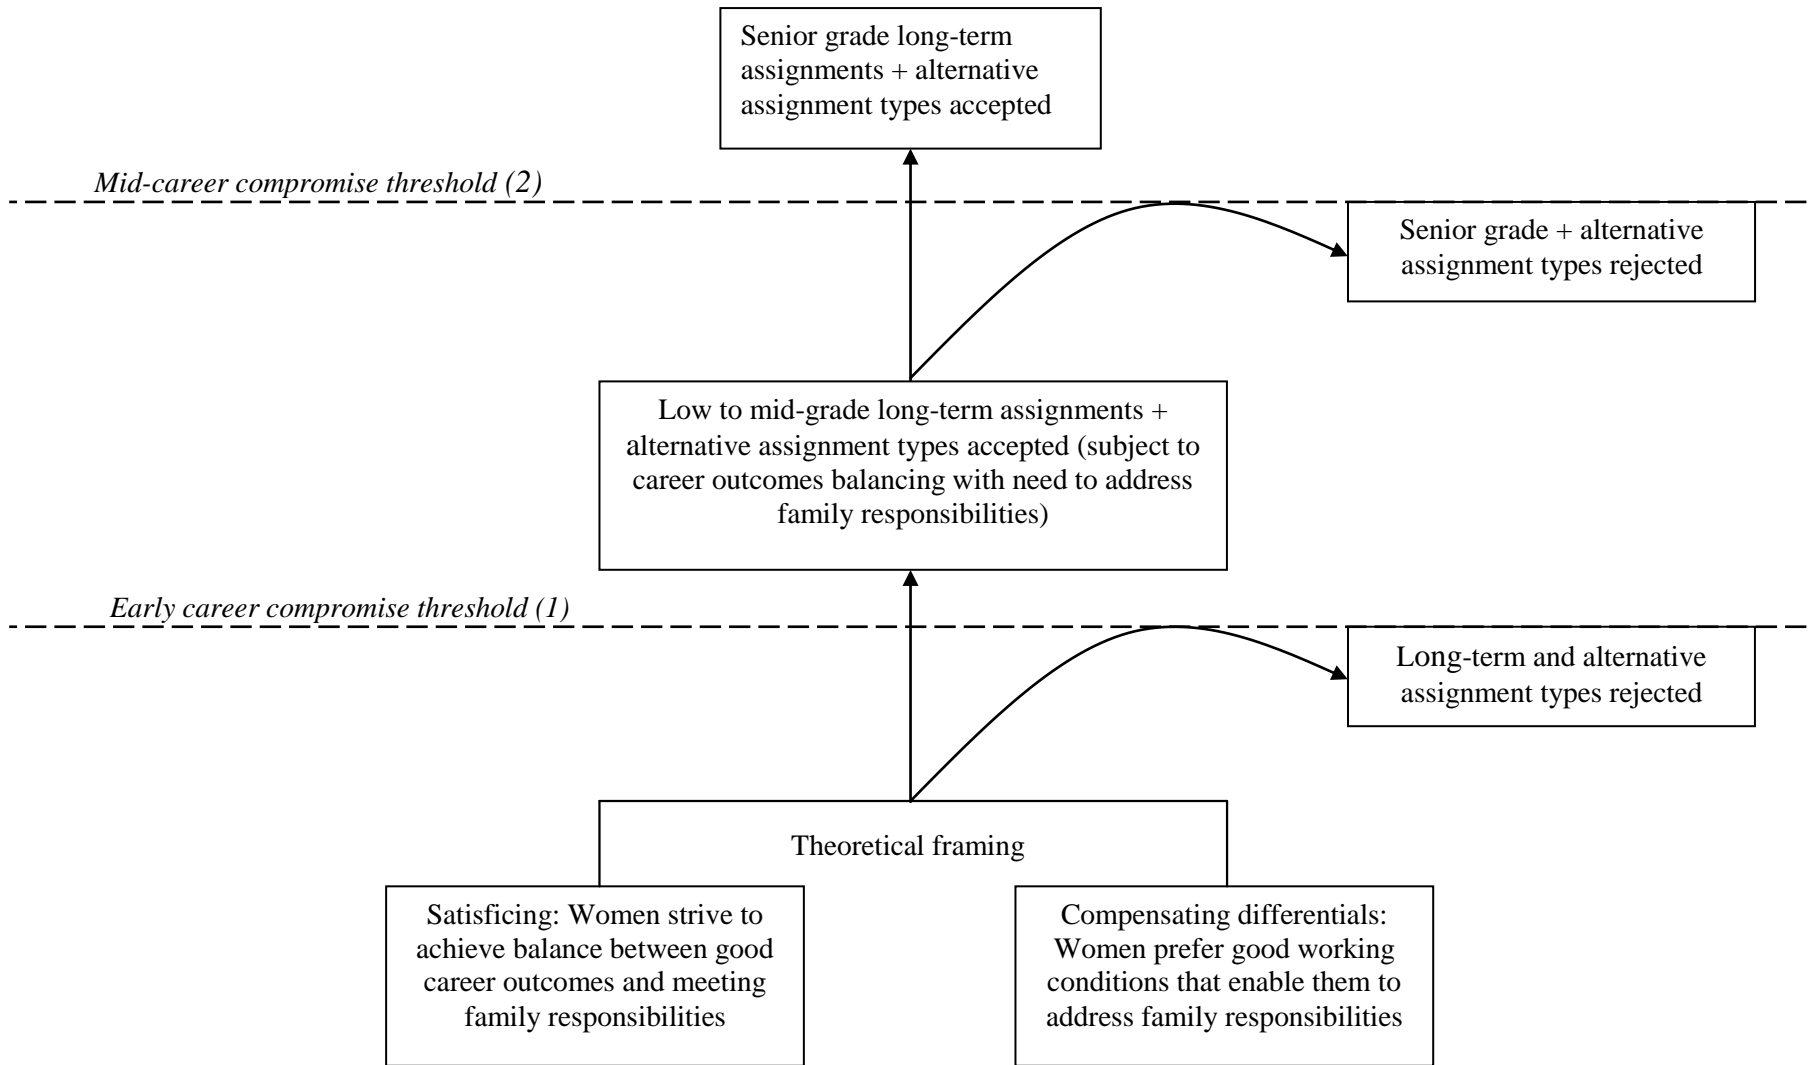 Senior grade long-term
assignments + alternative
assignment types accepted
Mid-career compromise threshold (2)
Senior grade + alternative
assignment types rejected
Low to mid-grade long-term assignments +
alternative assignment types accepted (subject to
career outcomes balancing with need to address
family responsibilities)
Early career compromise threshold (1)
Long-term and alternative
assignment types rejected
Theoretical framing
Satisficing: Women strive to
achieve balance between good
career outcomes and meeting
family responsibilities
Compensating differentials:
Women prefer good working
conditions that enable them to
address family responsibilities